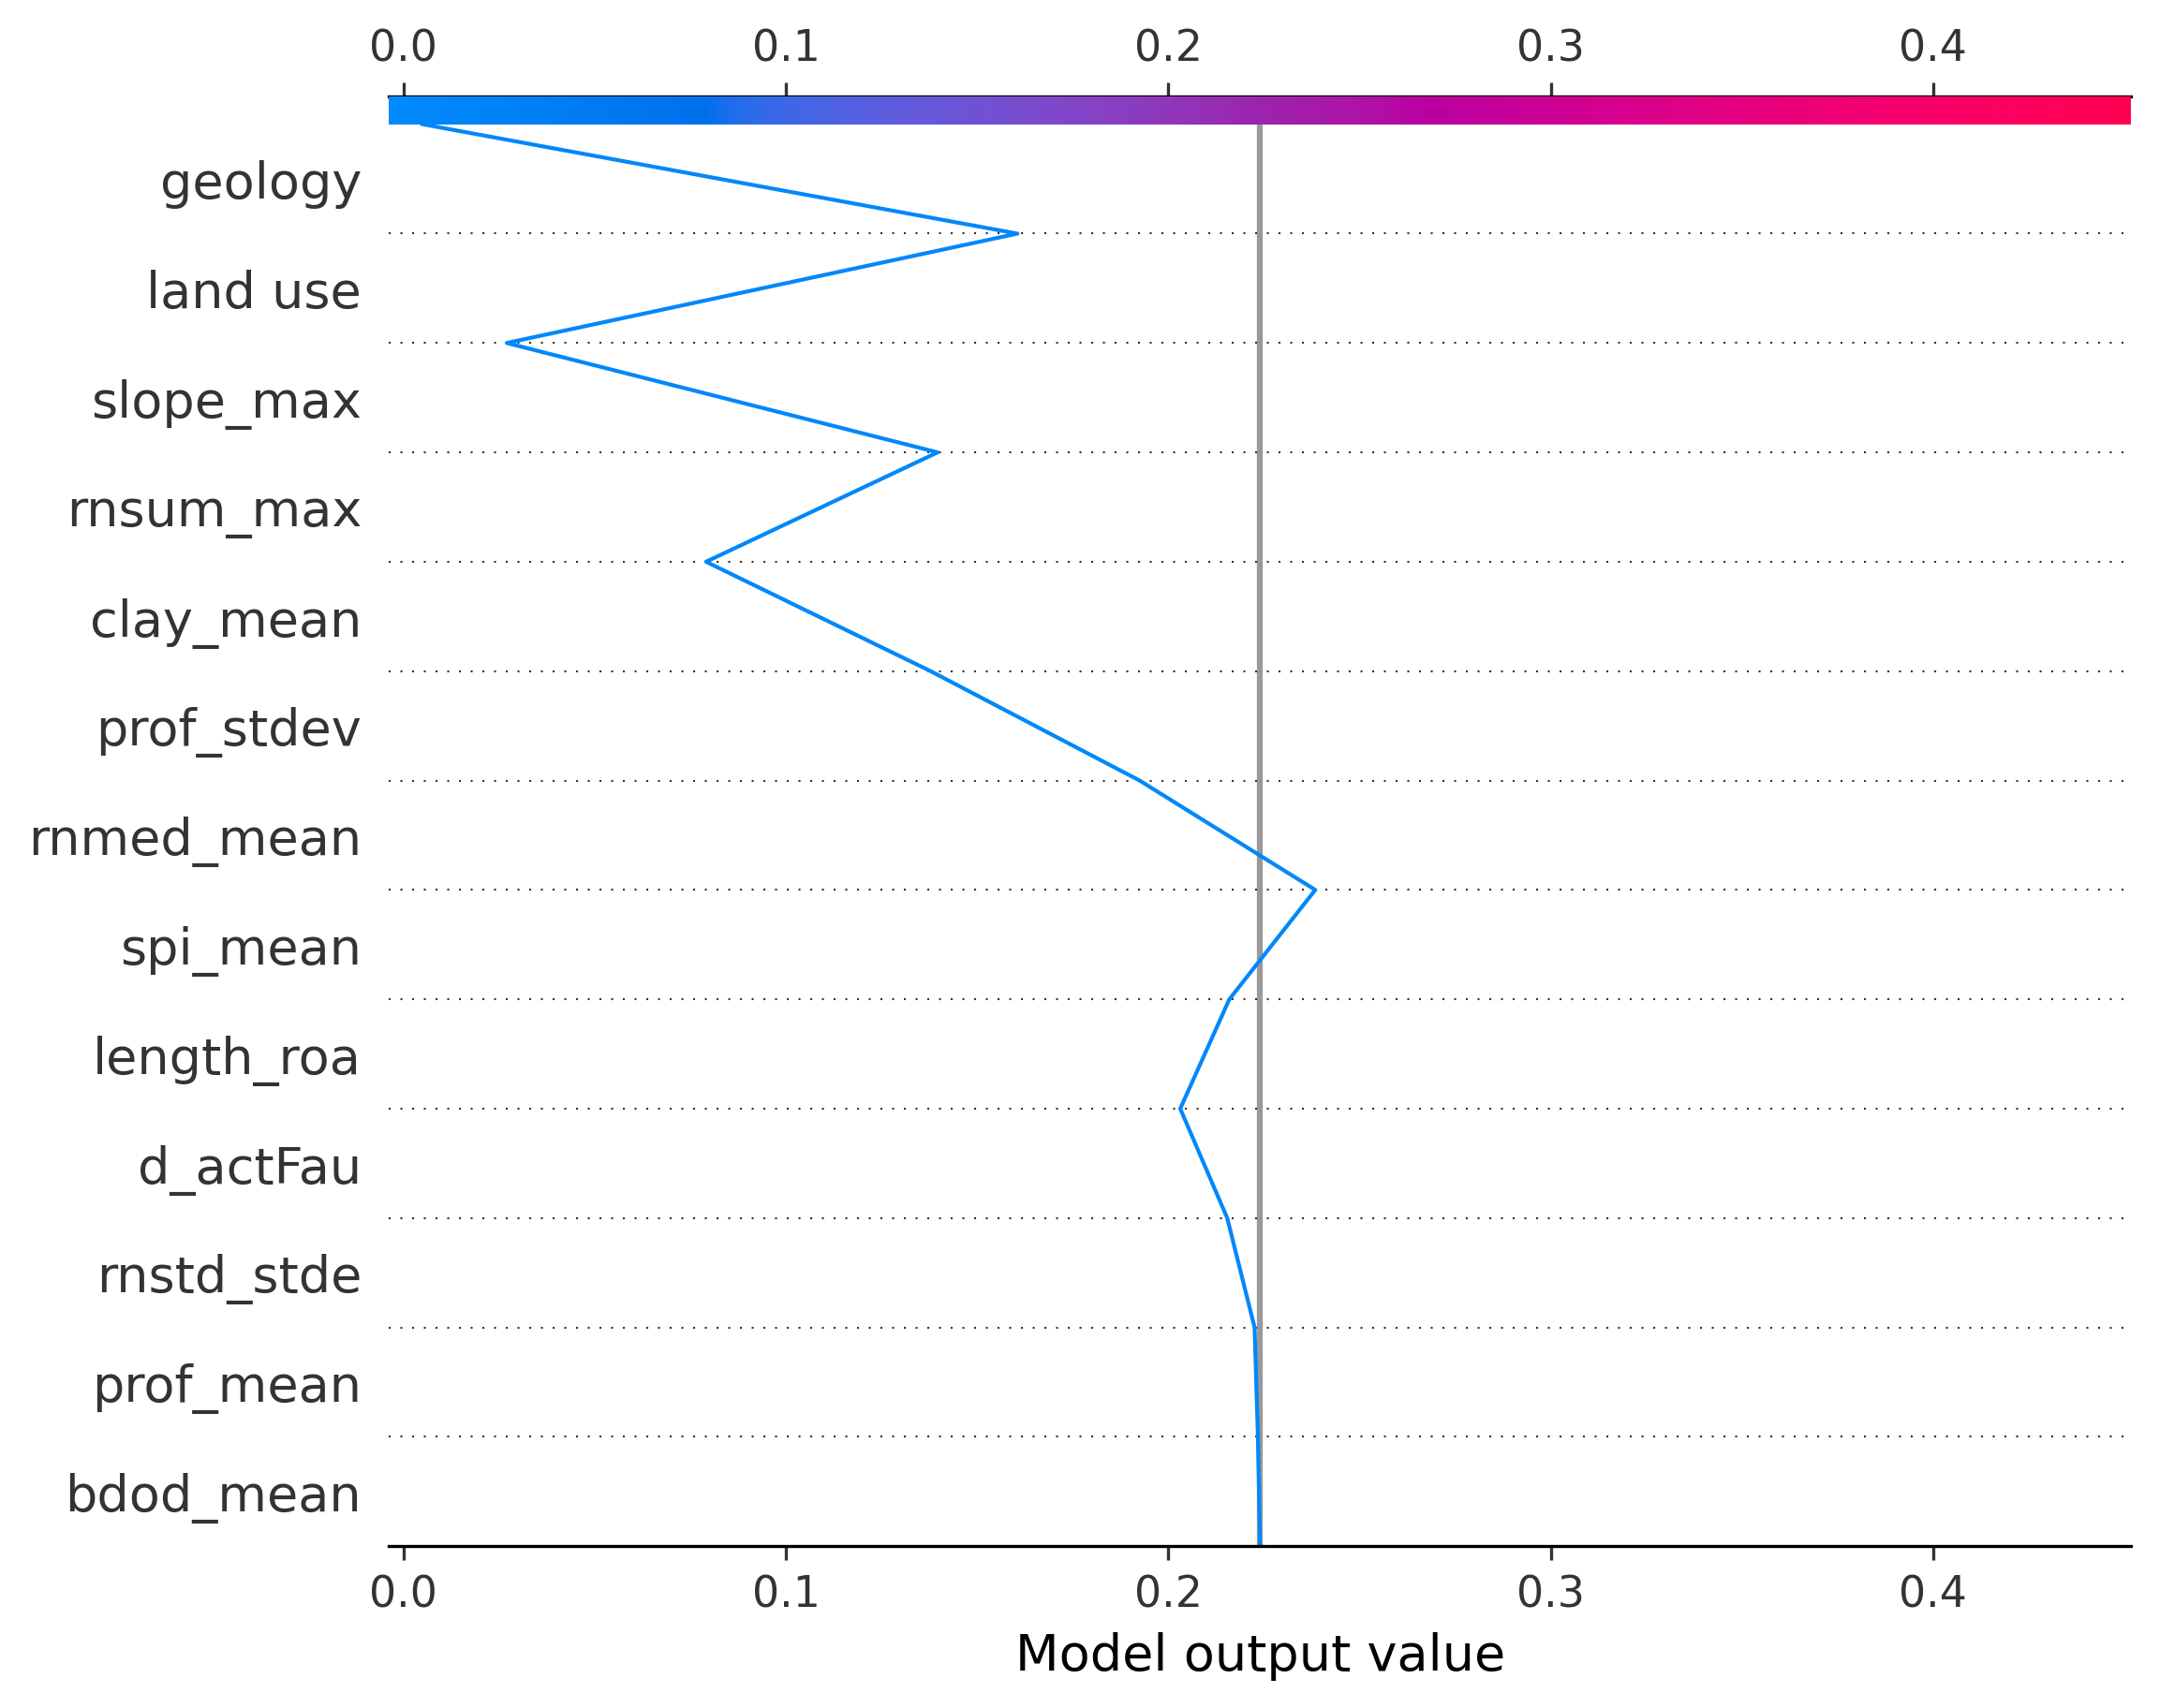 0.0 0.1 0.2 0.3 0.4
geology
land use
slope_max
rnsum_max
clay_mean
prof_stdev
rnmed_mean
spi_mean
length_roa
d_actFau
rnstd_stde
prof_mean
bdod_mean
0.0 0.1 0.2 0.3 0.4
Model output value